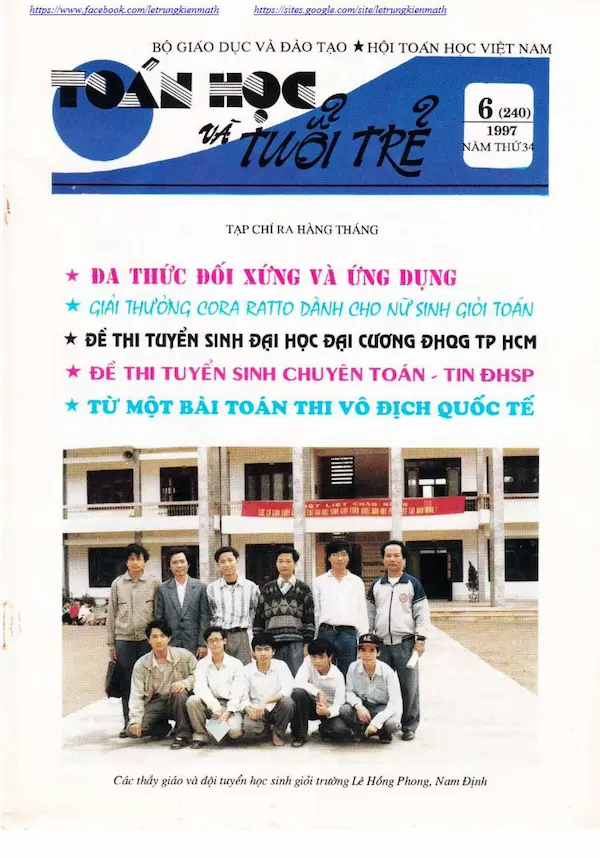 https://www.facebook.com/letrungkienmath https://sites.google.com/site/letrungkienmath
BỘ GIÁO DỤC VÀ ĐÀO TẠO ★ HỘI TOÁN HỌC VIỆT NAM
TOÁN HỌC
VÀ
TUỔI TRẺ
6 (240)
1997
NĂM THỨ 34
TẠP CHÍ RA HÀNG THÁNG
★ ĐA THỨC ĐỐI XỨNG VÀ ỨNG DỤNG
★ GIẢI THƯỞNG CORA RATTO DÀNH CHO NỮ SINH GIỎI TOÁN
★ ĐỀ THI TUYỂN SINH ĐẠI HỌC ĐẠI CƯƠNG ĐHQG TP HCM
★ ĐỀ THI TUYỂN SINH CHUYÊN TOÁN - TIN ĐHSP
★ TỪ MỘT BÀI TOÁN THI VÔ ĐỊCH QUỐC TẾ
NHIỆT LIỆT CHÀO MỪNG
Các thầy giáo và đội tuyển học sinh giỏi trường Lê Hồng Phong, Nam Định